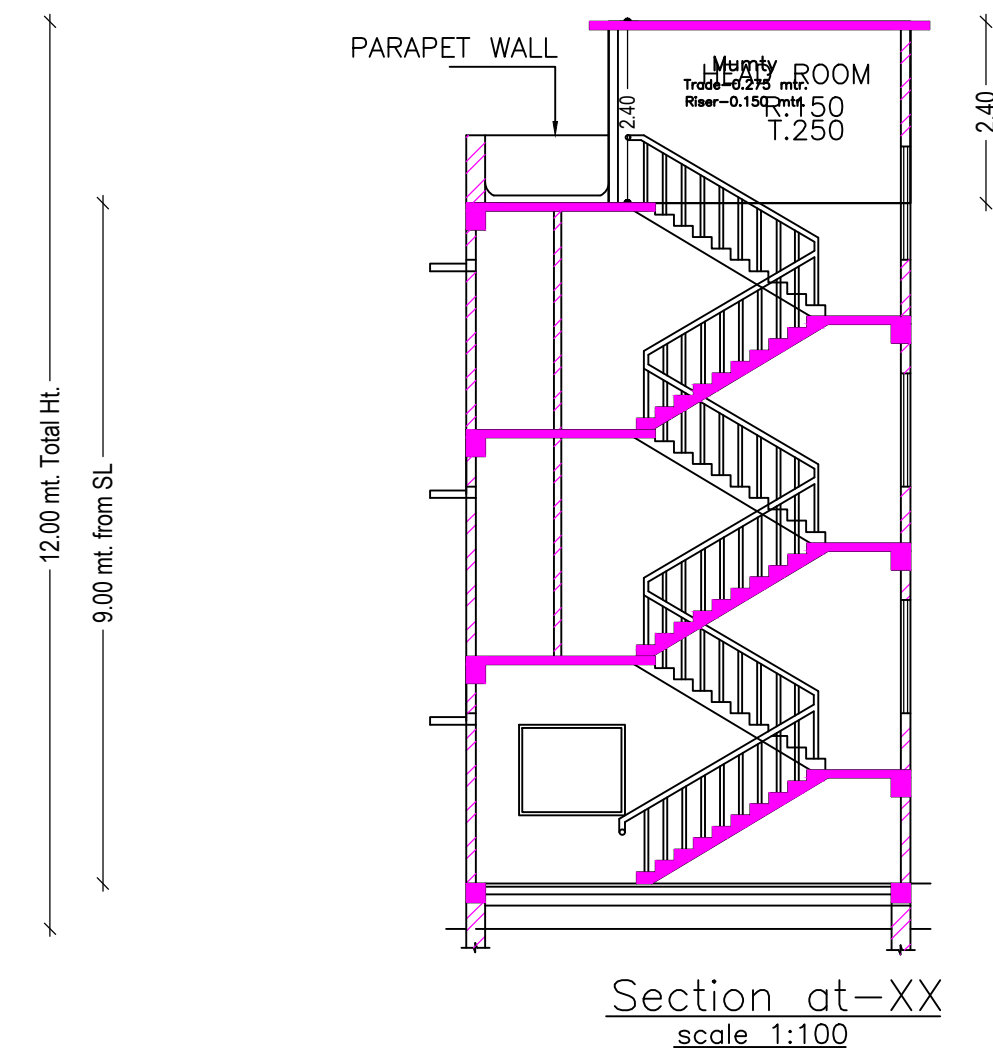 PARAPET WALL
Mumty
HEAD ROOM
Trade-0.275 mtr.
Riser-0.150 mtr.
R.150
T.250
2.40
2.40
12.00 mt. Total Ht.
9.00 mt. from SL
Section at-XX
scale 1:100